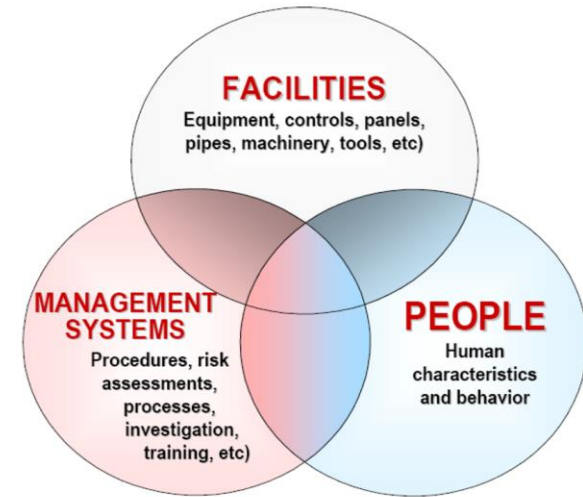 FACILITIES
Equipment, controls, panels,
pipes, machinery, tools, etc)
MANAGEMENT
SYSTEMS
Procedures, risk
assessments,
processes,
investigation,
training, etc)
PEOPLE
Human
characteristics
and behavior